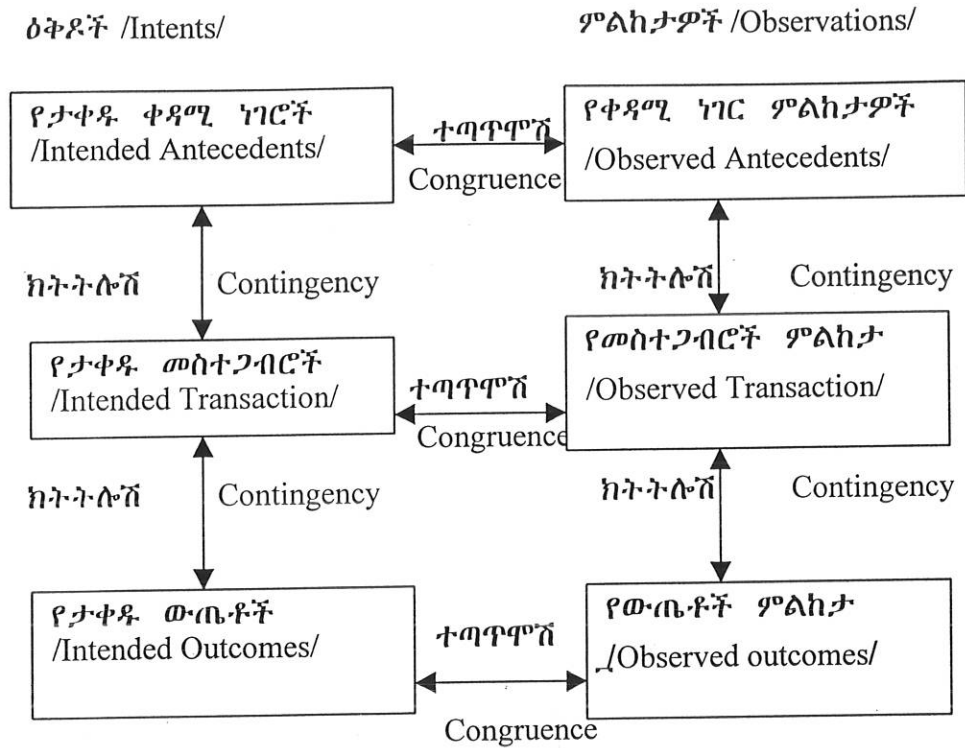 ዕቅዶች /Intents/
ምልከታዎች /Observations/
የታቀዱ ቀዳሚ ነገሮች
/Intended Antecedents/
ተጣጥሞሽ
Congruence
የቀዳሚ ነገር ምልከታዎች
/Observed Antecedents/
ክትትሎሽ Contingency
ክትትሎሽ Contingency
የታቀዱ መስተጋብሮች
/Intended Transaction/
ተጣጥሞሽ
Congruence
የመስተጋብሮች ምልከታ
/Observed Transaction/
ክትትሎሽ Contingency
ክትትሎሽ Contingency
የታቀዱ ውጤቶች
/Intended Outcomes/
ተጣጥሞሽ
Congruence
የውጤቶች ምልከታ
/Observed outcomes/